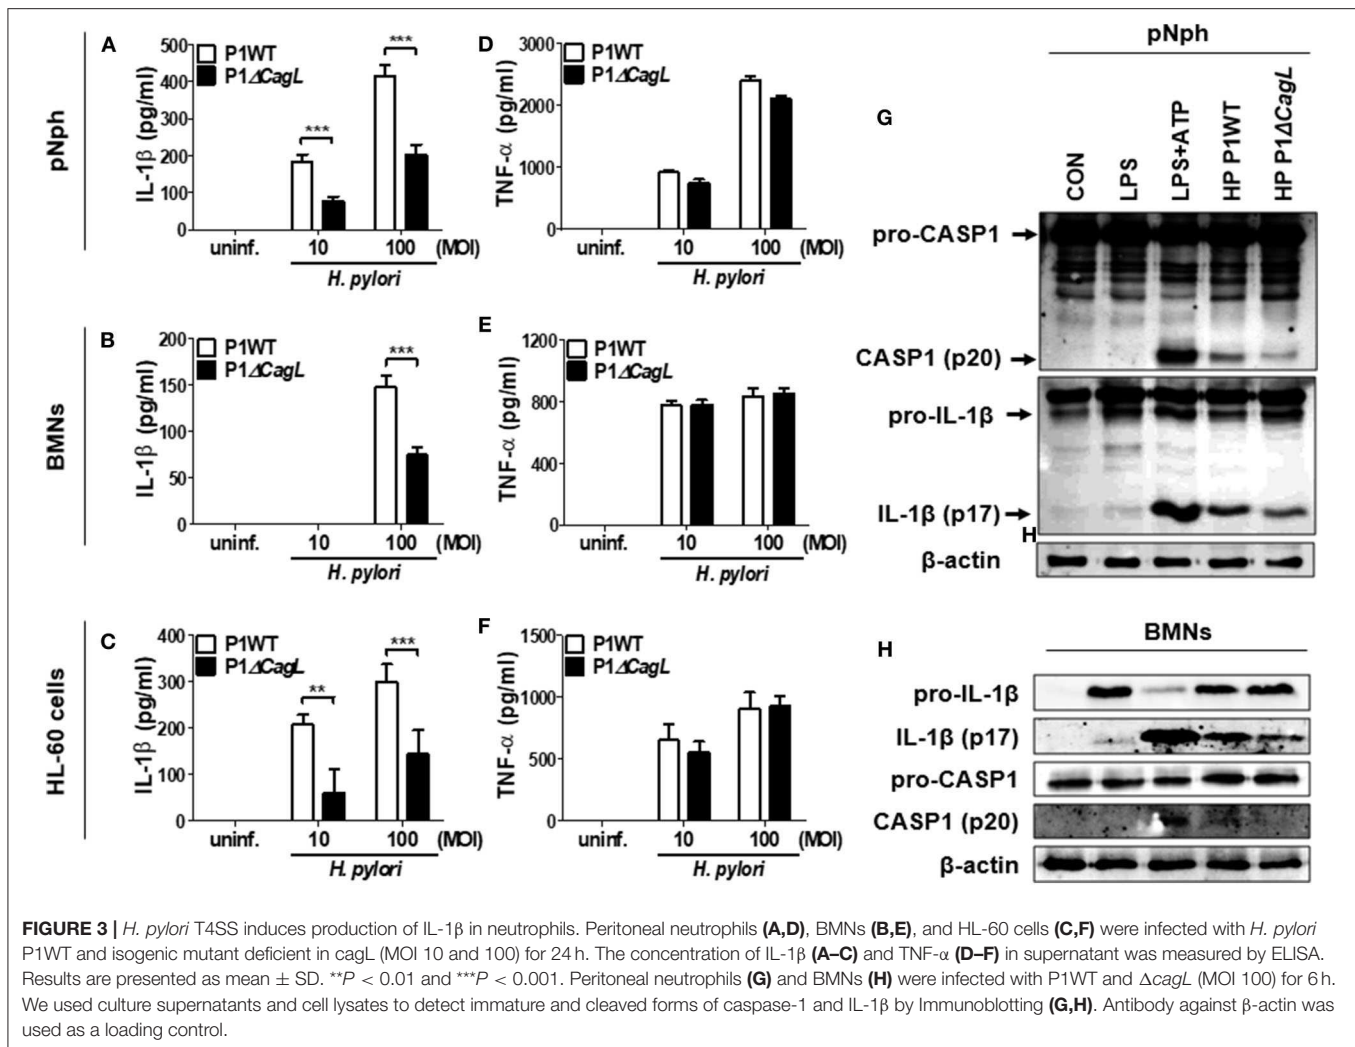 pNph
A
500
400
300
200
100
0
IL-1β (pg/ml)
P1WT
P1ΔCagL
***
***
uninf.
10
100
(MOI)
H. pylori
D
3000
2000
1000
0
TNF-α (pg/ml)
P1WT
P1ΔCagL
uninf.
10
100
(MOI)
H. pylori
BMNs
B
200
150
100
50
0
IL-1β (pg/ml)
P1WT
P1ΔCagL
***
uninf.
10
100
(MOI)
H. pylori
E
1200
800
400
0
TNF-α (pg/ml)
P1WT
P1ΔCagL
uninf.
10
100
(MOI)
H. pylori
HL-60 cells
C
400
300
200
100
0
IL-1β (pg/ml)
P1WT
P1ΔCagL
**
***
uninf.
10
100
(MOI)
H. pylori
F
1500
1000
500
0
TNF-α (pg/ml)
P1WT
P1ΔCagL
uninf.
10
100
(MOI)
H. pylori
G
pNph
CON
LPS
LPS+ATP
HP P1WT
HP P1ΔCagL
pro-CASP1
CASP1 (p20)
pro-IL-1β
IL-1β (p17)
H
β-actin
H
BMNs
pro-IL-1β
IL-1β (p17)
pro-CASP1
CASP1 (p20)
β-actin
FIGURE 3 | H. pylori T4SS induces production of IL-1β in neutrophils. Peritoneal neutrophils (A,D), BMNs (B,E), and HL-60 cells (C,F) were infected with H. pylori
P1WT and isogenic mutant deficient in cagL (MOI 10 and 100) for 24 h. The concentration of IL-1β (A–C) and TNF-α (D–F) in supernatant was measured by ELISA.
Results are presented as mean ± SD. **P < 0.01 and ***P < 0.001. Peritoneal neutrophils (G) and BMNs (H) were infected with P1WT and ΔcagL (MOI 100) for 6 h.
We used culture supernatants and cell lysates to detect immature and cleaved forms of caspase-1 and IL-1β by Immunoblotting (G,H). Antibody against β-actin was
used as a loading control.